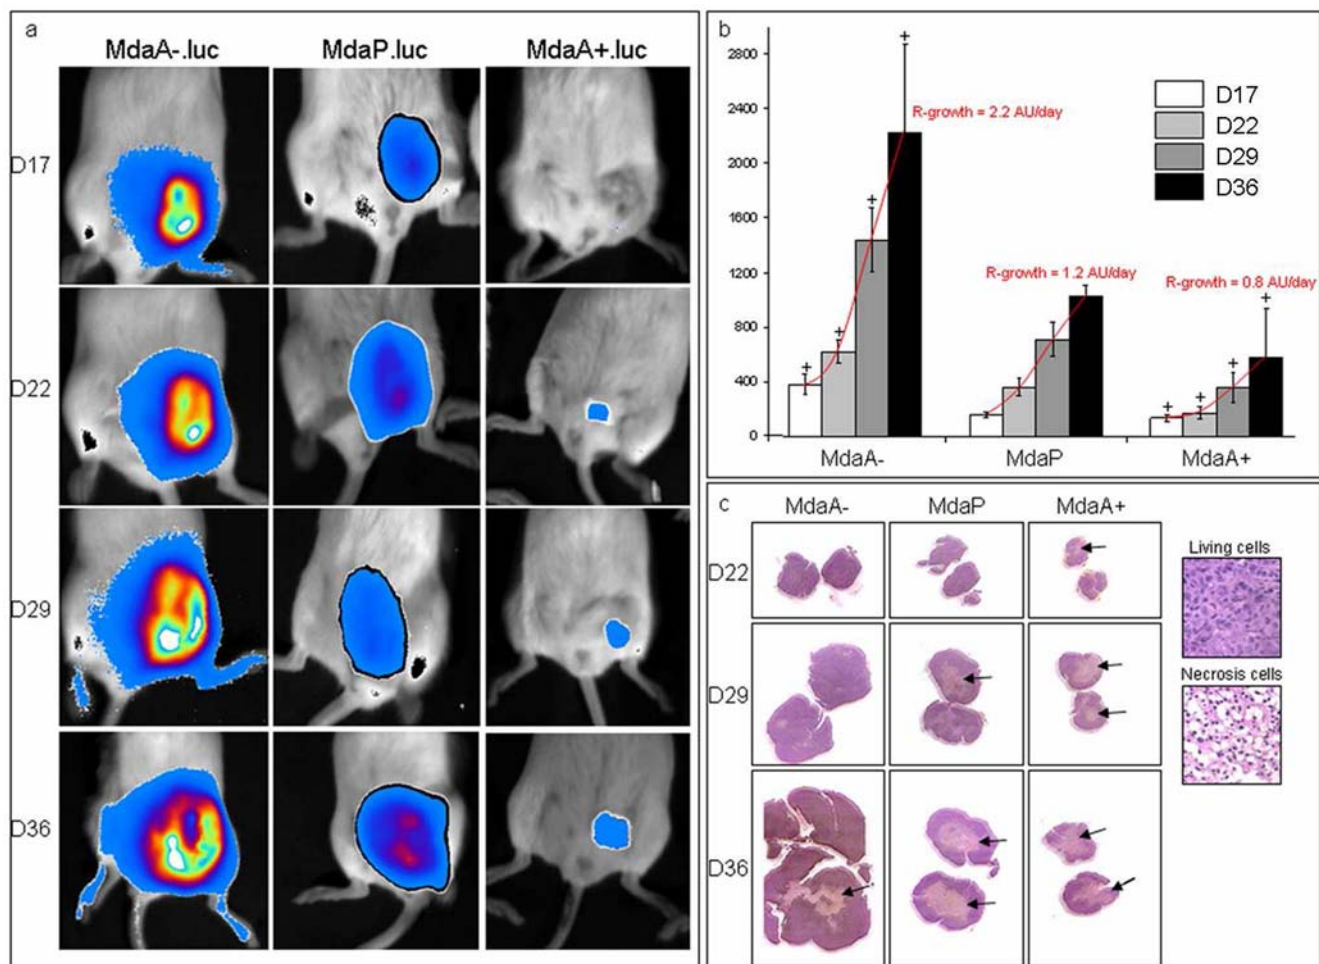 a
MdaA-.luc MdaP.luc MdaA+.luc
D17
D22
D29
D36
b
2800
2400
2000
1600
1200
800
400
0
+ + + +
+ + + +
R-growth = 2.2 AU/day
R-growth = 1.2 AU/day
R-growth = 0.8 AU/day
D17
D22
D29
D36
MdaA- MdaP MdaA+
c
MdaA- MdaP MdaA+
D22
D29
D36
Living cells
Necrosis cells